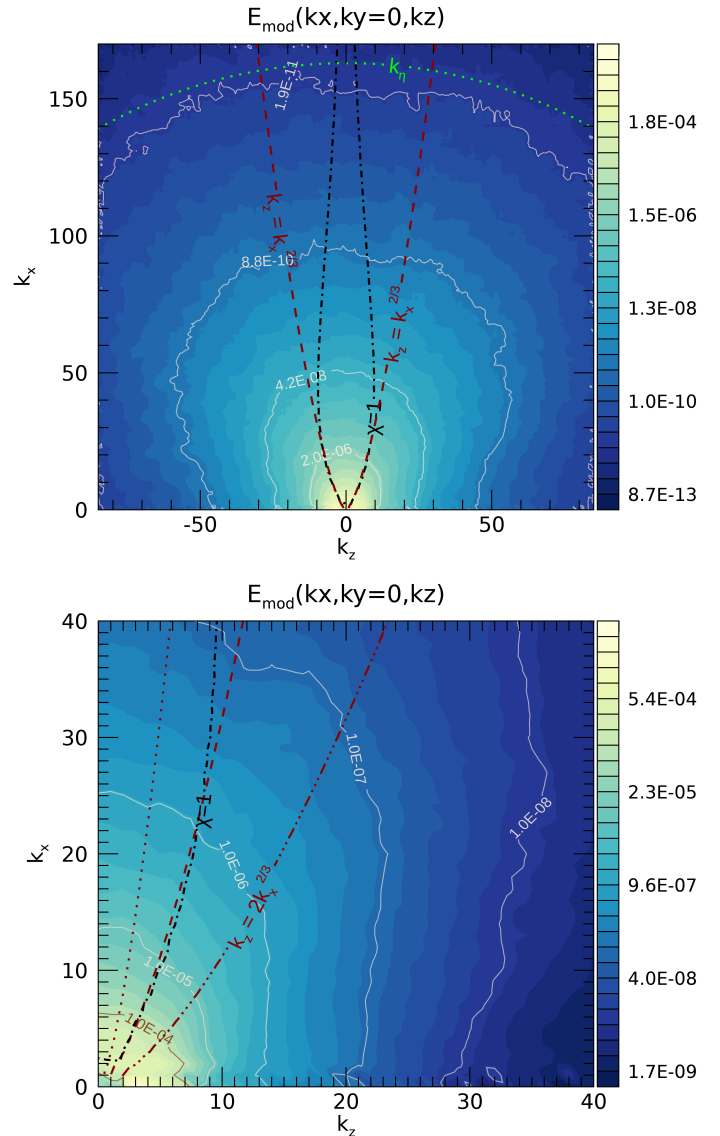 E_mod(kx,ky=0,kz)
1.9E-11
k_η
k_z = k_x^2/3
8.8E-10
k_z = k_x^2/3
χ=1
2.0E-06
150
100
50
0
k_x
-50
0
50
k_z
1.8E-04
1.5E-06
1.3E-08
1.0E-10
8.7E-13
E_mod(kx,ky=0,kz)
χ=1
1.0E-07
1.0E-08
1.0E-06
k_z = 2k_x^2/3
1.0E-05
1.0E-04
40
30
20
10
0
k_x
0
10
20
30
40
k_z
5.4E-04
2.3E-05
9.6E-07
4.0E-08
1.7E-09